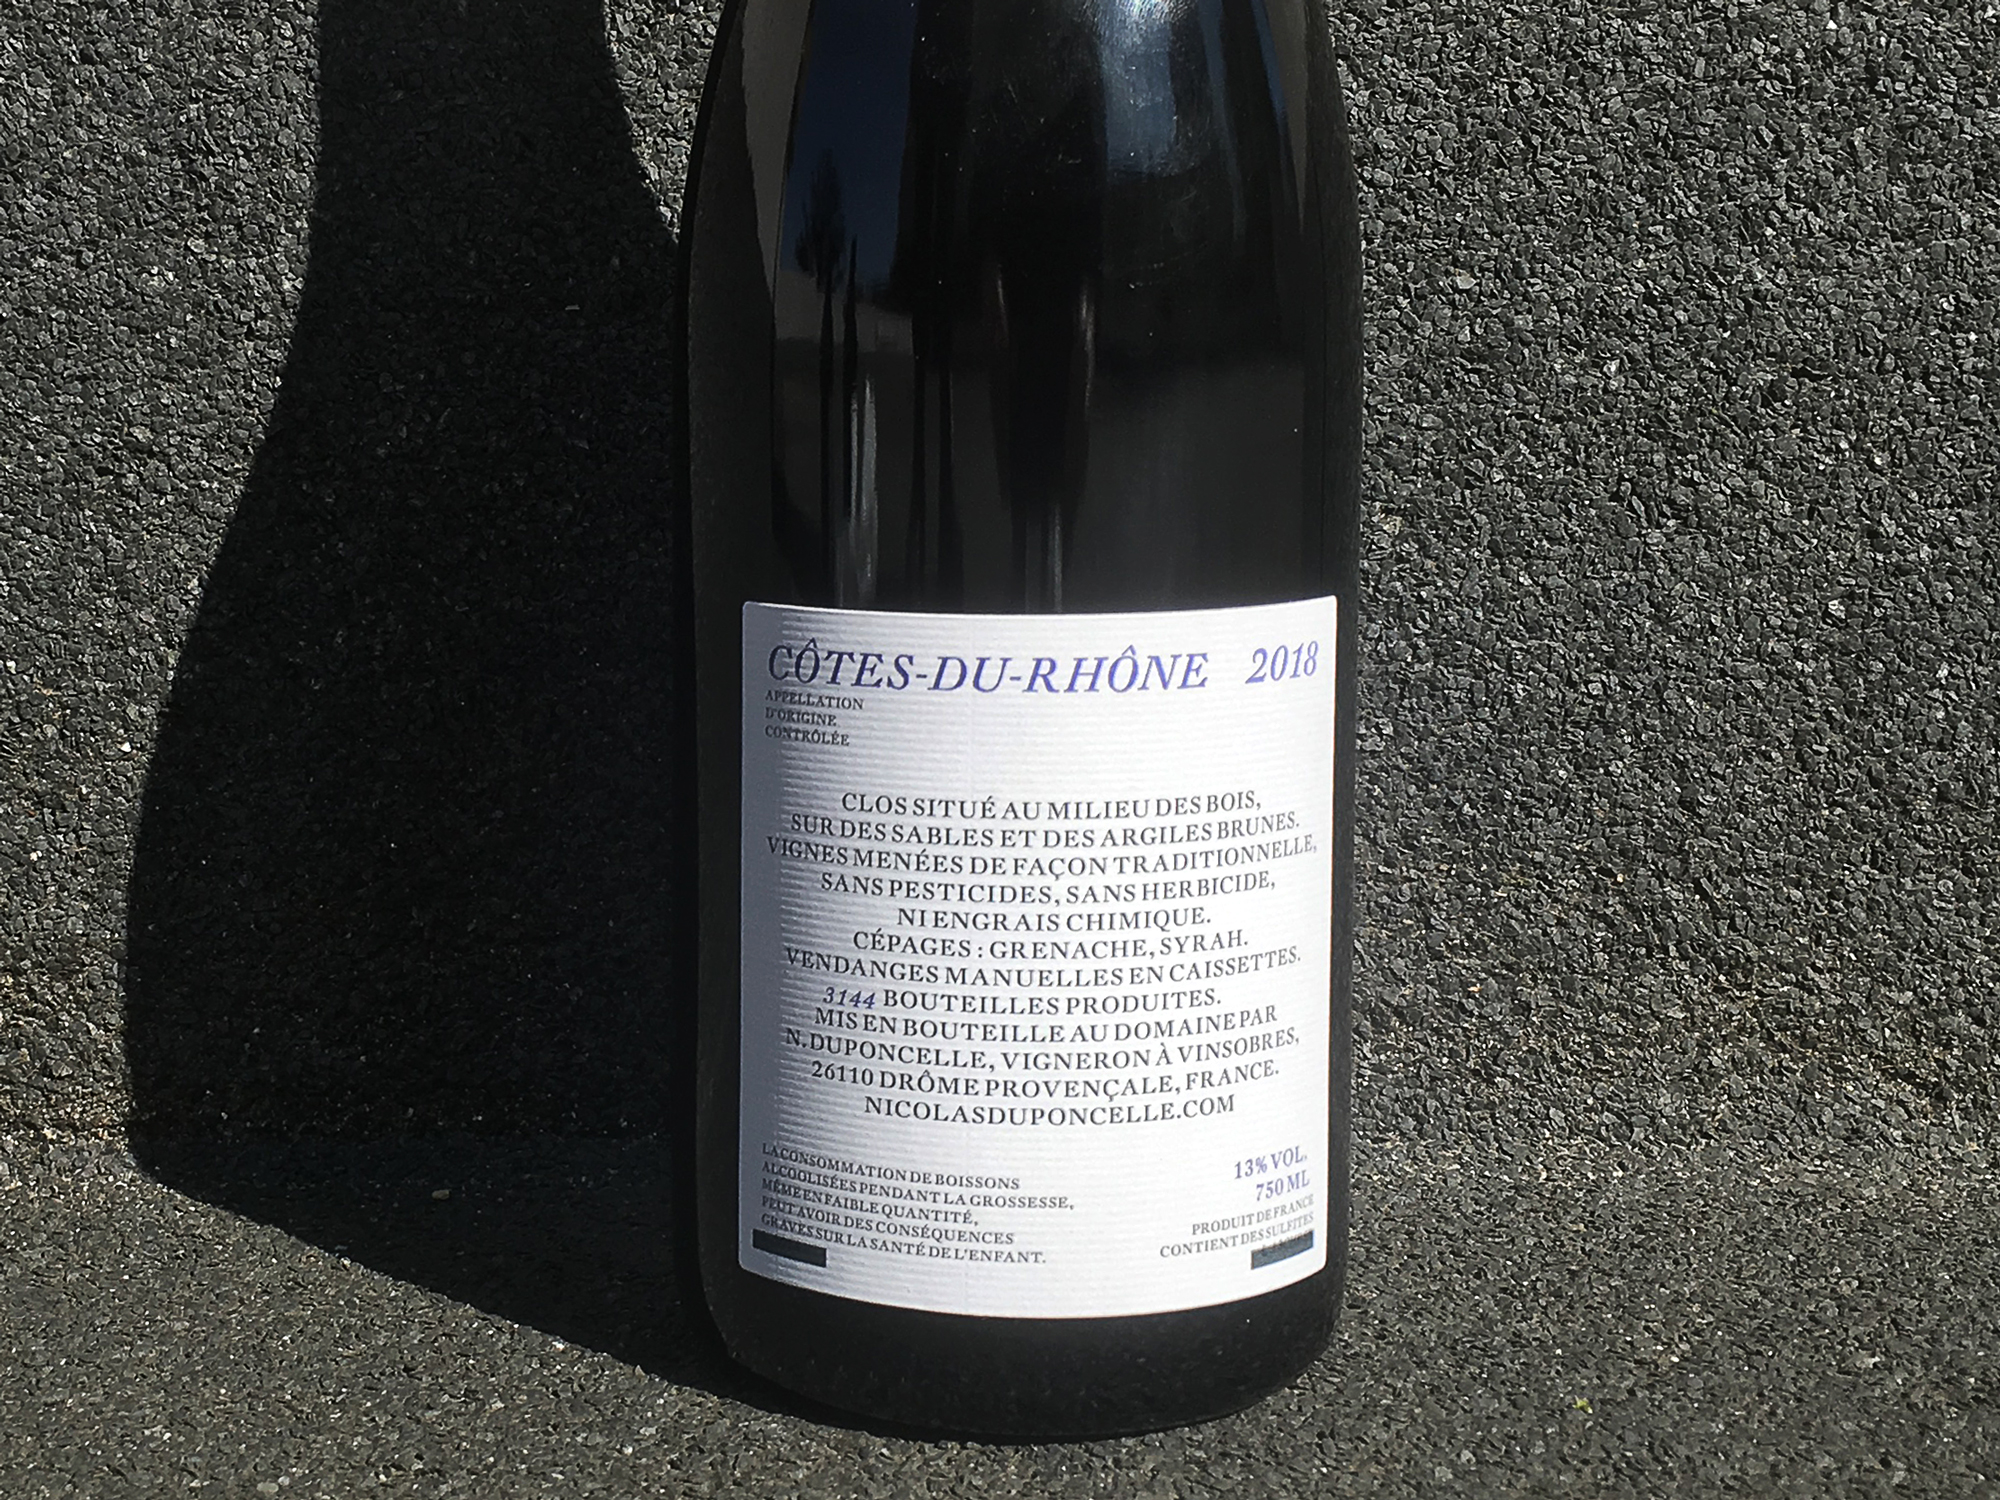 CÔTES-DU-RHÔNE 2018
APPELLATION
D'ORIGINE
CONTRÔLÉE
CLOS SITUÉ AU MILIEU DES BOIS,
SUR DES SABLES ET DES ARGILES BRUNES.
VIGNES MENÉES DE FAÇON TRADITIONNELLE,
SANS PESTICIDES, SANS HERBICIDE,
NI ENGRAIS CHIMIQUE.
CÉPAGES : GRENACHE, SYRAH.
VENDANGES MANUELLES EN CAISSETTES.
3144 BOUTEILLES PRODUITES.
MIS EN BOUTEILLE AU DOMAINE PAR
N. DUPONCELLE, VIGNERON À VINSOBRES,
26110 DRÔME PROVENÇALE, FRANCE.
NICOLASDUPONCELLE.COM
LA CONSOMMATION DE BOISSONS
ALCOOLISÉES PENDANT LA GROSSESSE,
MÊME EN FAIBLE QUANTITÉ,
PEUT AVOIR DES CONSÉQUENCES
GRAVES SUR LA SANTÉ DE L'ENFANT.
13% VOL.
750 ML
PRODUIT DE FRANCE
CONTIENT DES SULFITES